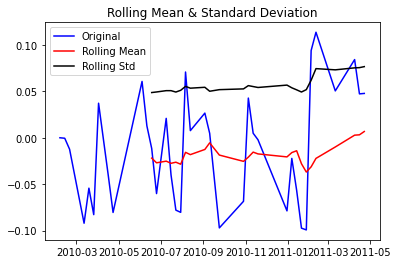 Rolling Mean & Standard Deviation
Original
Rolling Mean
Rolling Std
0.10
0.05
0.00
−0.05
−0.10
2010-03 2010-05 2010-07 2010-09 2010-11 2011-01 2011-03 2011-05